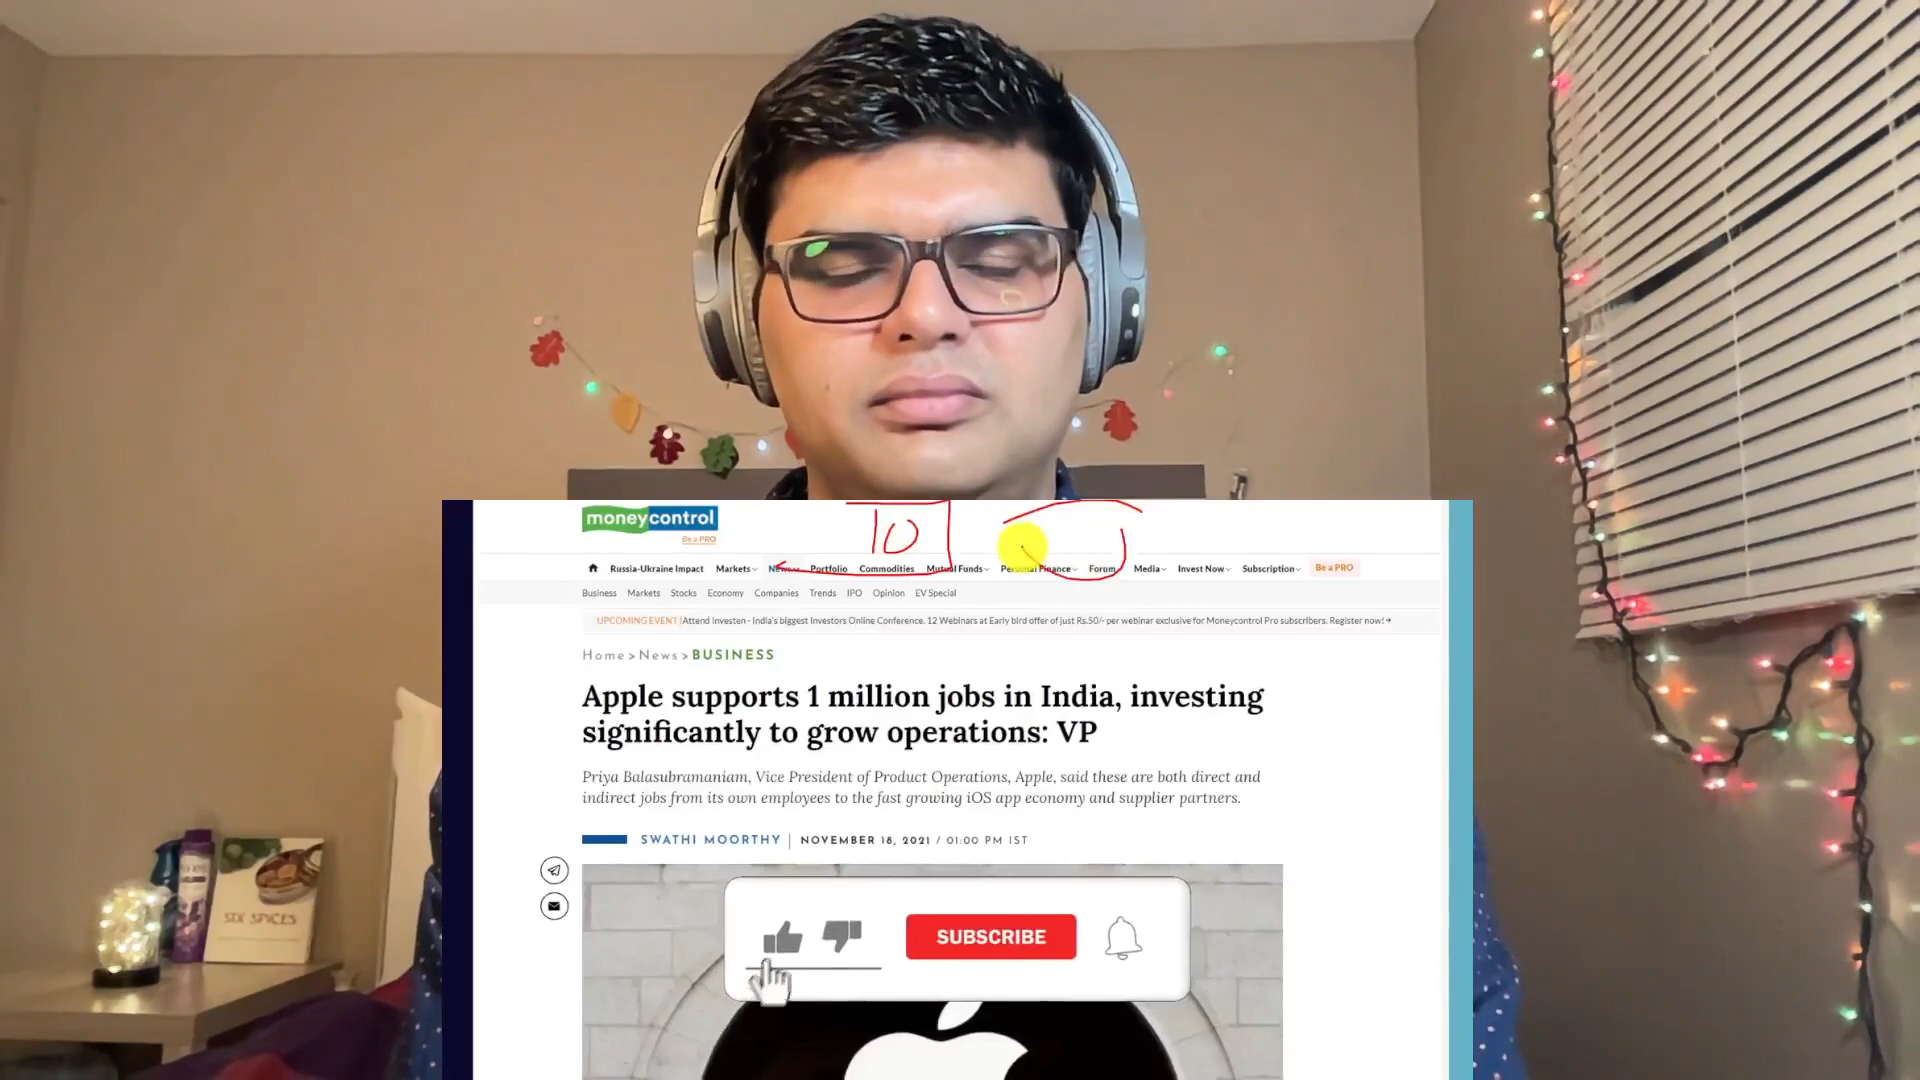 moneycontrol
Be a PRO
10
Russia-Ukraine Impact Markets News Portfolio Commodities Mutual Funds Personal Finance Forum Media Invest Now Subscription Be a PRO
Business Markets Stocks Economy Companies Trends IPO Opinion EV Special
UPCOMING EVENT! Attend Investen - India's biggest Investors Online Conference. 12 Webinars at Early bird offer of just Rs.50/- per webinar exclusive for Moneycontrol Pro subscribers. Register now!
Home > News > BUSINESS
Apple supports 1 million jobs in India, investing
significantly to grow operations: VP
Priya Balasubramaniam, Vice President of Product Operations, Apple, said these are both direct and
indirect jobs from its own employees to the fast growing iOS app economy and supplier partners.
SWATHI MOORTHY | NOVEMBER 18, 2021 / 01:00 PM IST
SIX SPICES
SUBSCRIBE